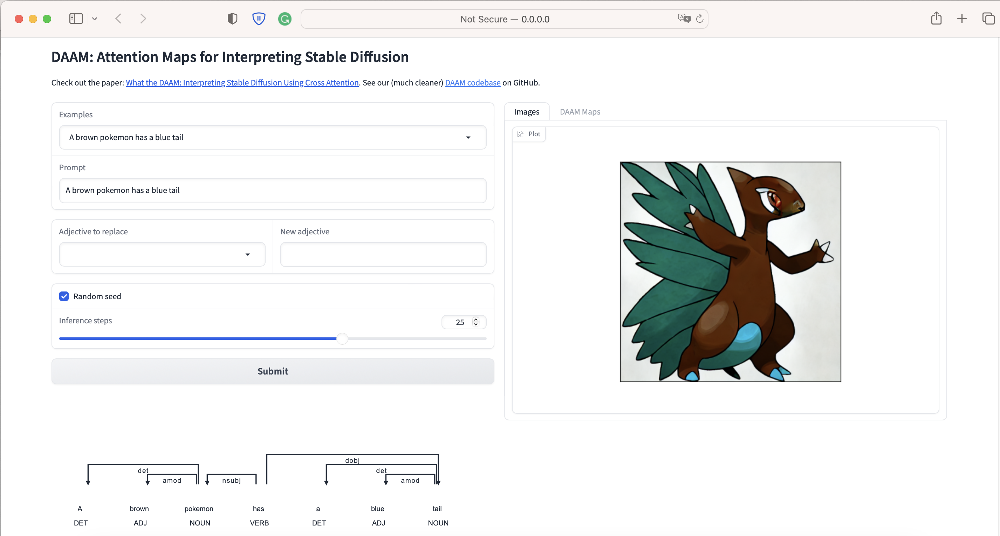 Not Secure — 0.0.0.0
DAAM: Attention Maps for Interpreting Stable Diffusion
Check out the paper: What the DAAM: Interpreting Stable Diffusion Using Cross Attention. See our (much cleaner) DAAM codebase on GitHub.
Examples
A brown pokemon has a blue tail
Prompt
A brown pokemon has a blue tail
Adjective to replace
New adjective
Random seed
Inference steps
25
Submit
Images
DAAM Maps
Plot
dobj
det
det
amod
nsubj
amod
A brown pokemon has a blue tail
DET ADJ NOUN VERB DET ADJ NOUN